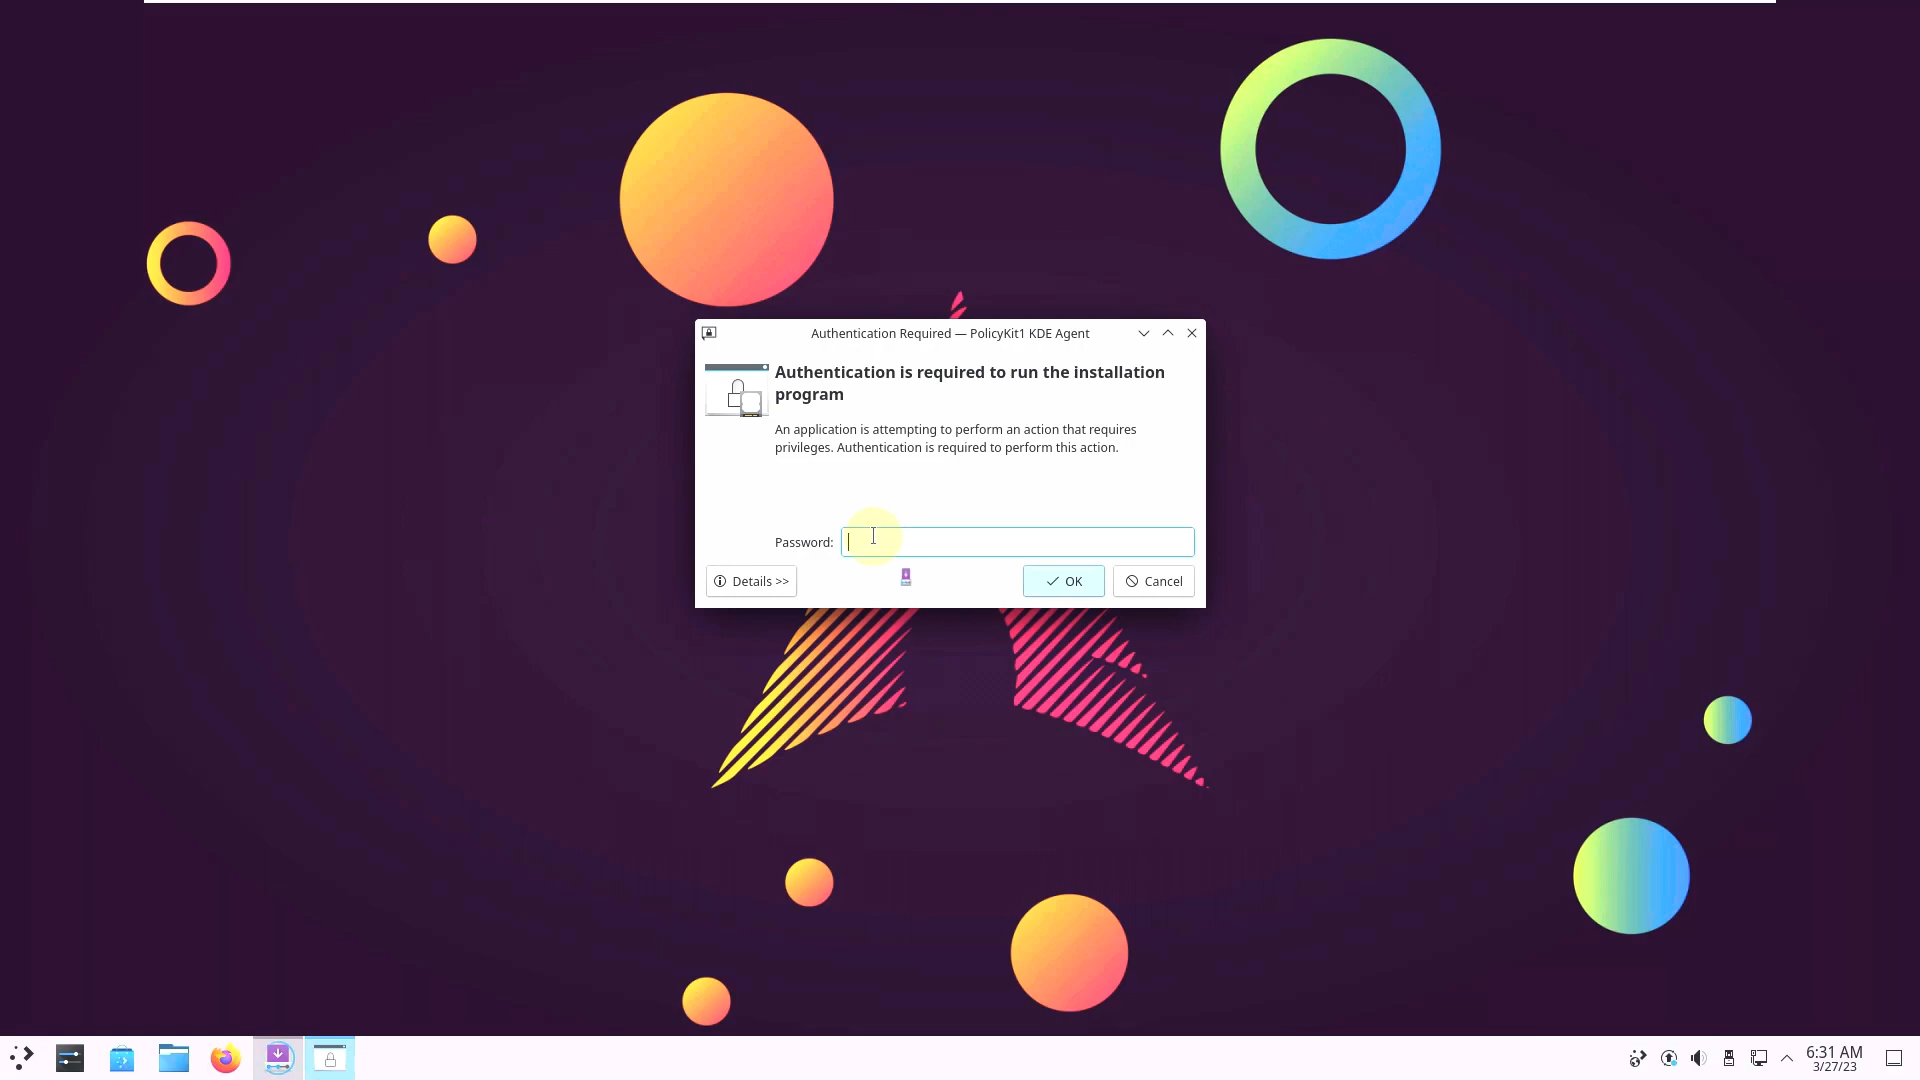 Authentication Required — PolicyKit1 KDE Agent
Authentication is required to run the installation
program
An application is attempting to perform an action that requires
privileges. Authentication is required to perform this action.
Password:
Details >>
OK
Cancel
6:31 AM
3/27/23